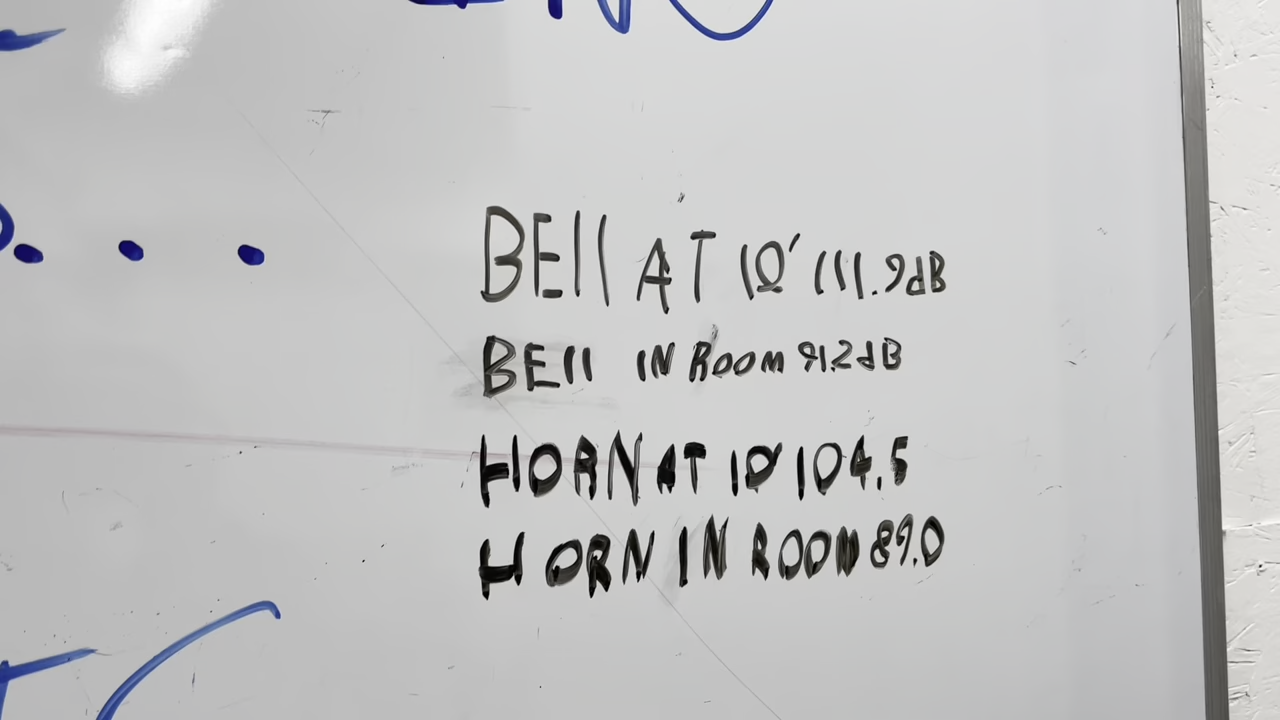 BEll AT 10' 111.9dB
BEll IN ROOM 91.2dB
HORN AT 10' 104.5
HORN IN ROOM 89.0